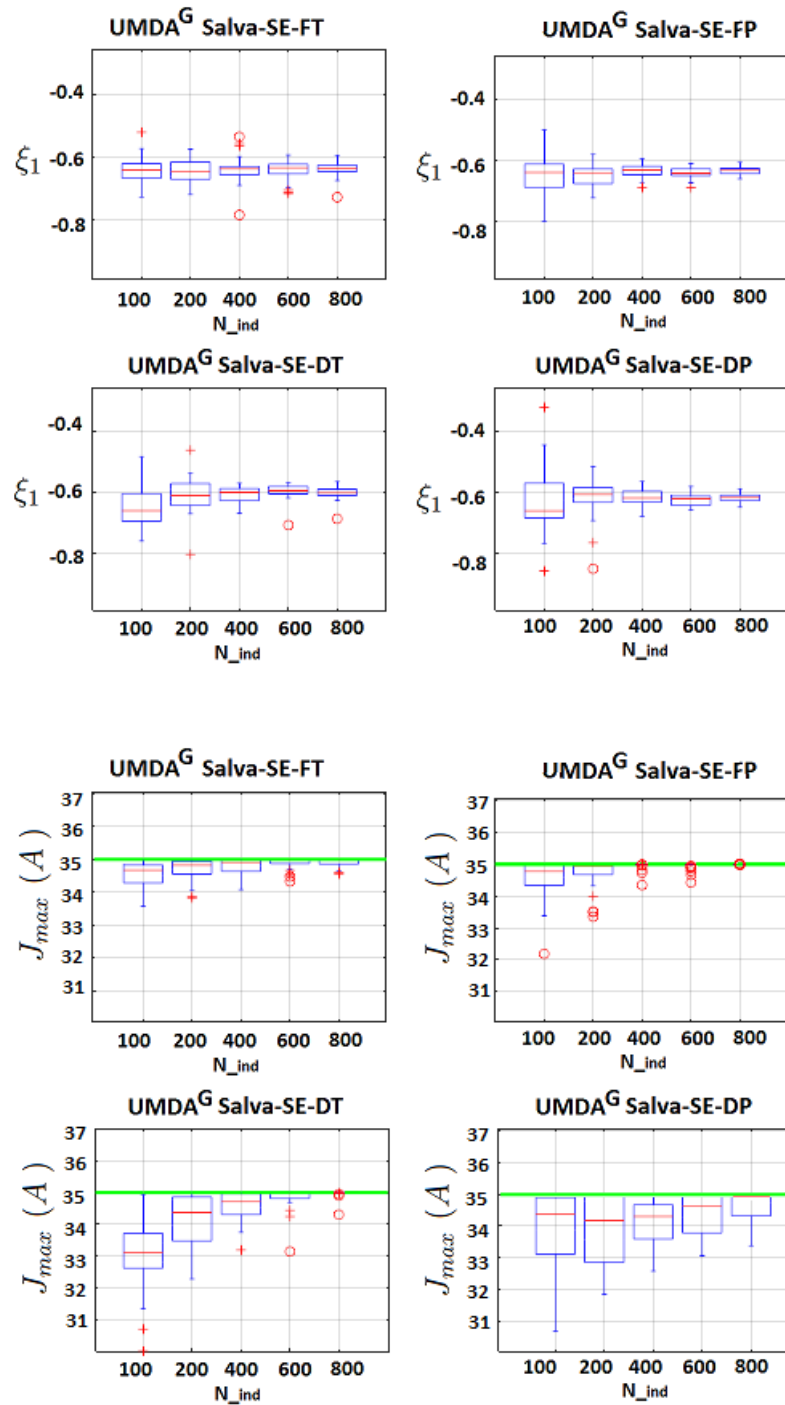 UMDA^G Salva-SE-FT
ξ₁
-0.4
-0.6
-0.8
100 200 400 600 800
N_ind
UMDA^G Salva-SE-FP
ξ₁
-0.4
-0.6
-0.8
100 200 400 600 800
N_ind
UMDA^G Salva-SE-DT
ξ₁
-0.4
-0.6
-0.8
100 200 400 600 800
N_ind
UMDA^G Salva-SE-DP
ξ₁
-0.4
-0.6
-0.8
100 200 400 600 800
N_ind
UMDA^G Salva-SE-FT
J_max (A)
37
36
35
34
33
32
31
100 200 400 600 800
N_ind
UMDA^G Salva-SE-FP
J_max (A)
37
36
35
34
33
32
31
100 200 400 600 800
N_ind
UMDA^G Salva-SE-DT
J_max (A)
37
36
35
34
33
32
31
100 200 400 600 800
N_ind
UMDA^G Salva-SE-DP
J_max (A)
37
36
35
34
33
32
31
100 200 400 600 800
N_ind